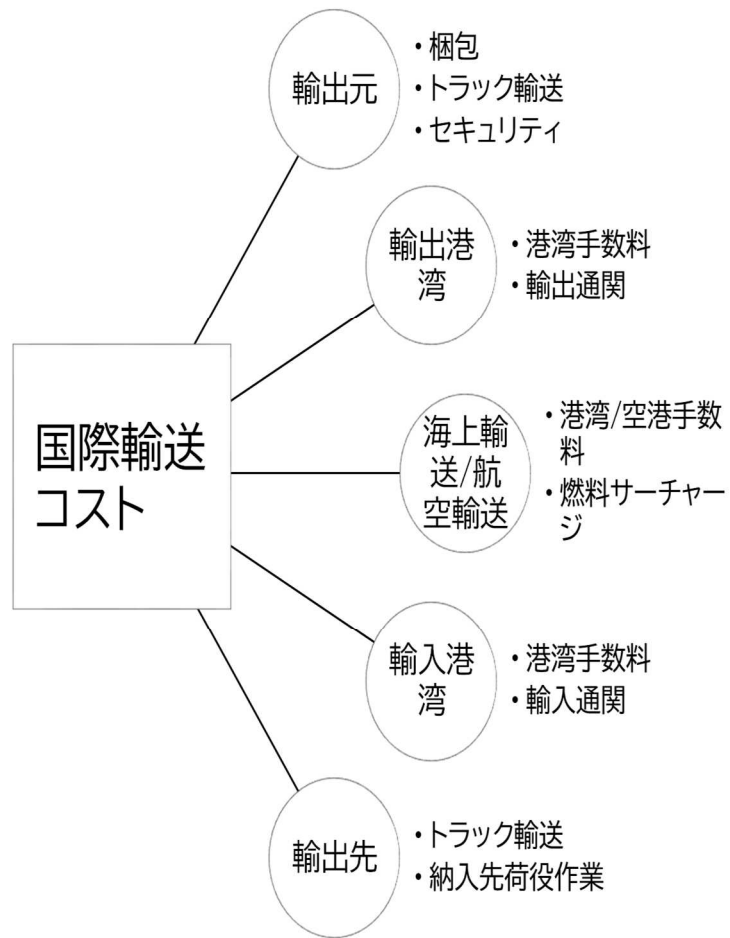 輸出元
・梱包
・トラック輸送
・セキュリティ
輸出港
湾
・港湾手数料
・輸出通関
国際輸送
コスト
海上輸
送/航
空輸送
・港湾/空港手数
料
・燃料サーチャー
ジ
輸入港
湾
・港湾手数料
・輸入通関
輸出先
・トラック輸送
・納入先荷役作業